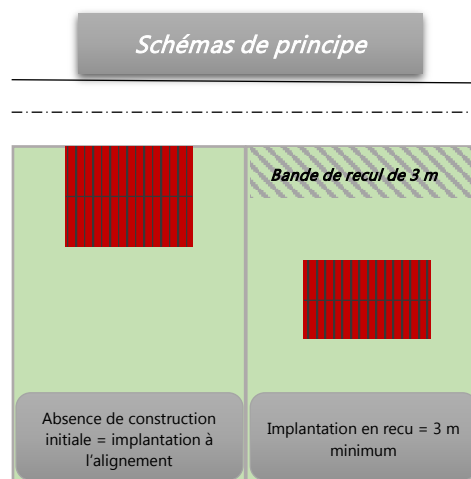 Schémas de principe
Bande de recul de 3 m
Absence de construction
initiale = implantation à
l'alignement
Implantation en recu = 3 m
minimum